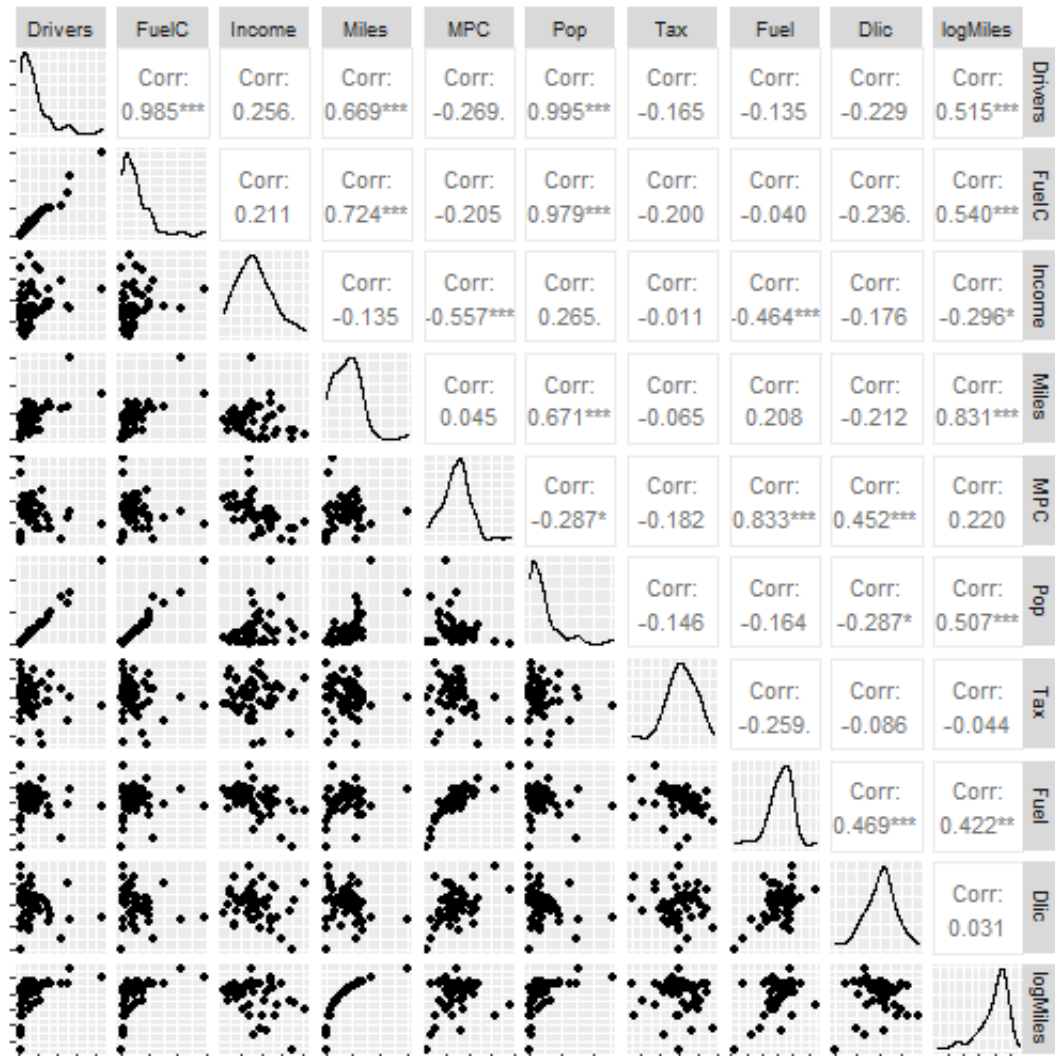 Drivers FuelC Income Miles MPC Pop Tax Fuel Dlic logMiles
Corr: Corr: Corr: Corr: Corr: Corr: Corr: Corr: Corr:
0.985*** 0.256. 0.669*** -0.269. 0.995*** -0.165 -0.135 -0.229 0.515***
Drivers
Corr: Corr: Corr: Corr: Corr: Corr: Corr: Corr:
0.211 0.724*** -0.205 0.979*** -0.200 -0.040 -0.236. 0.540***
FuelC
Corr: Corr: Corr: Corr: Corr: Corr: Corr:
-0.135 -0.557*** 0.265. -0.011 -0.464*** -0.176 -0.296*
Income
Corr: Corr: Corr: Corr: Corr: Corr:
0.045 0.671*** -0.065 0.208 -0.212 0.831***
Miles
Corr: Corr: Corr: Corr: Corr:
-0.287* -0.182 0.833*** 0.452*** 0.220
MPC
Corr: Corr: Corr: Corr:
-0.146 -0.164 -0.287* 0.507***
Pop
Corr: Corr: Corr:
-0.259. -0.086 -0.044
Tax
Corr: Corr:
0.469*** 0.422**
Fuel
Corr:
0.031
Dlic
logMiles